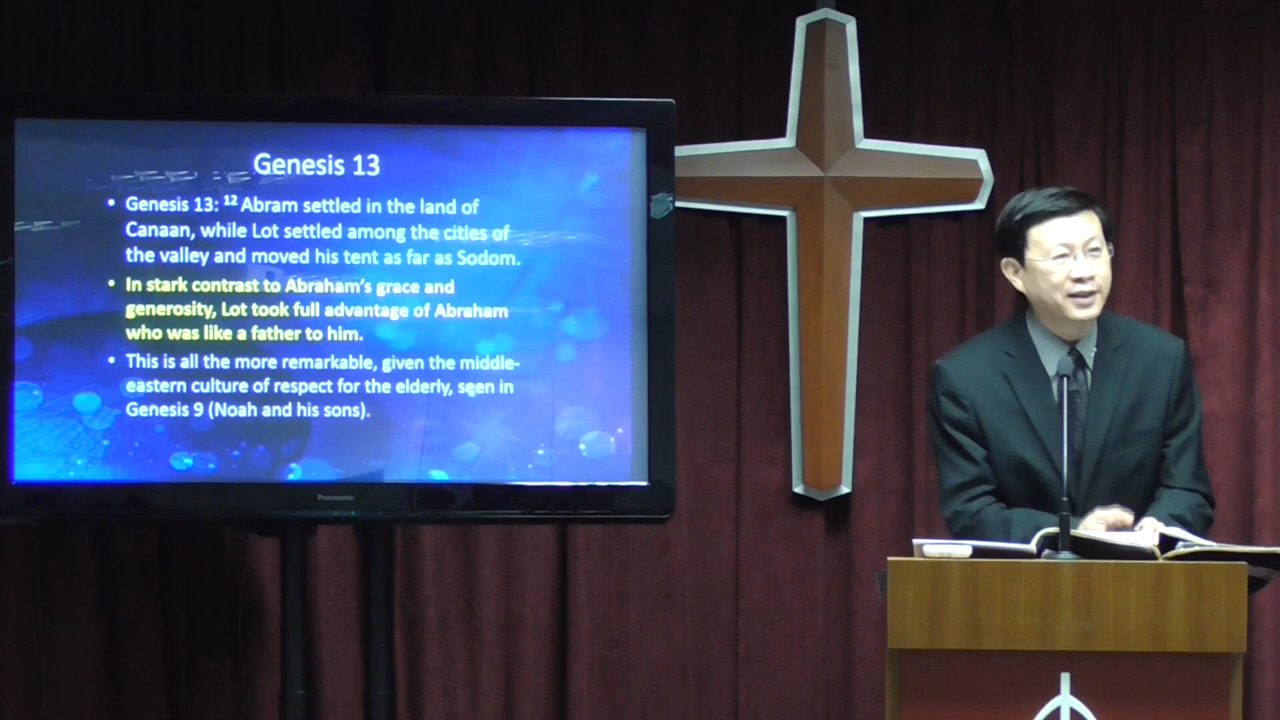 Genesis 13
• Genesis 13: ¹² Abram settled in the land of
Canaan, while Lot settled among the cities of
the valley and moved his tent as far as Sodom.
• In stark contrast to Abraham's grace and
generosity, Lot took full advantage of Abraham
who was like a father to him.
• This is all the more remarkable, given the middle-
eastern culture of respect for the elderly, seen in
Genesis 9 (Noah and his sons).
Panasonic